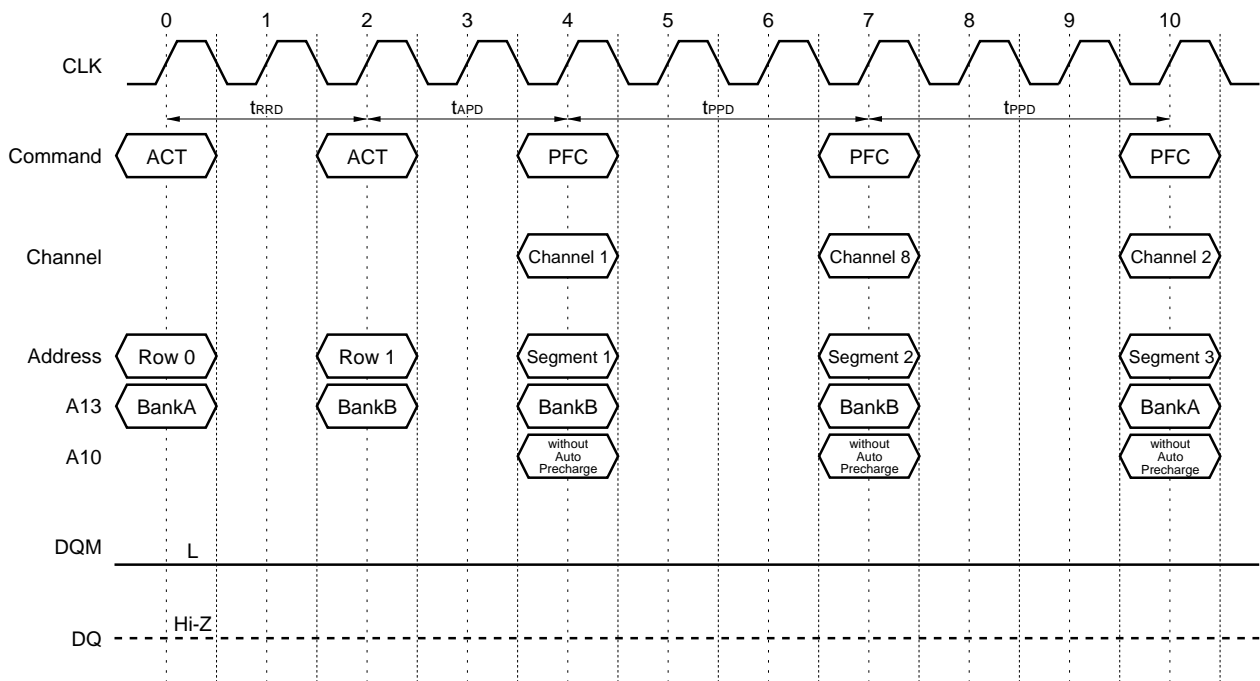 0 1 2 3 4 5 6 7 8 9 10
CLK
tRRD tAPD tPPD tPPD
Command ACT ACT PFC PFC PFC
Channel Channel 1 Channel 8 Channel 2
Address Row 0 Row 1 Segment 1 Segment 2 Segment 3
A13 BankA BankB BankB BankB BankA
A10 without Auto Precharge without Auto Precharge without Auto Precharge
DQM L
DQ Hi-Z